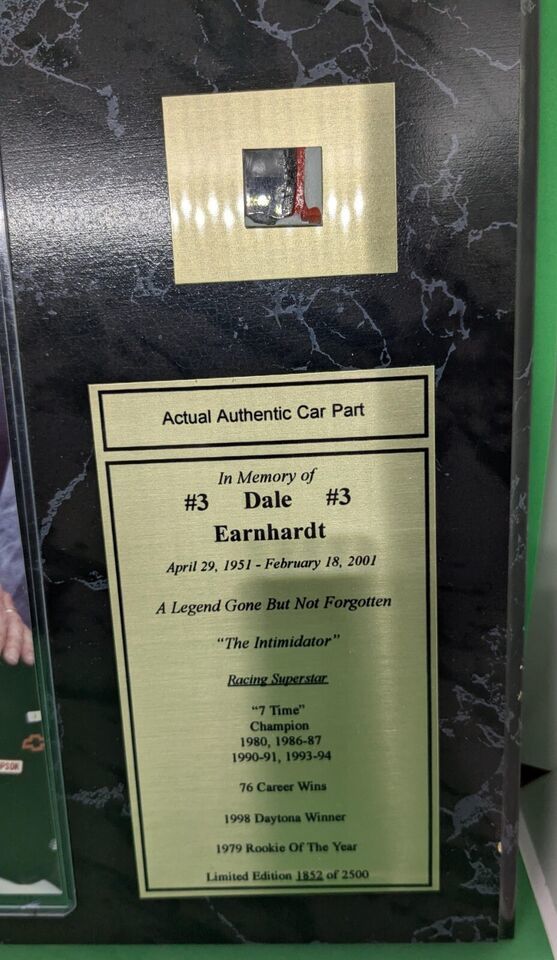 Actual Authentic Car Part
In Memory of
#3 Dale #3
Earnhardt
April 29, 1951 - February 18, 2001
A Legend Gone But Not Forgotten
"The Intimidator"
Racing Superstar
"7 Time"
Champion
1980, 1986-87
1990-91, 1993-94
76 Career Wins
1998 Daytona Winner
1979 Rookie Of The Year
Limited Edition 1852 of 2500